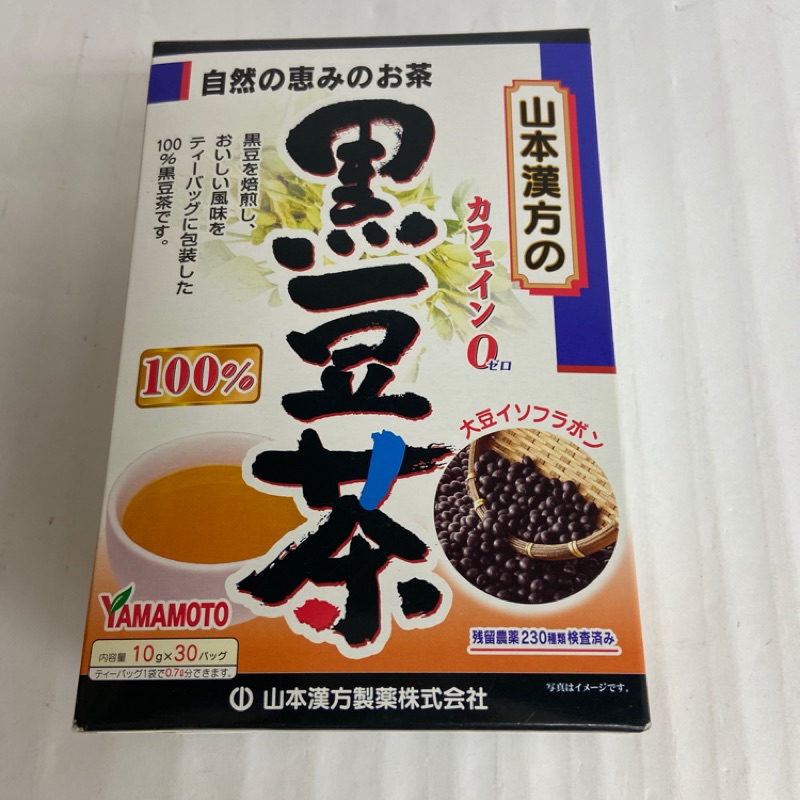 自然の恵みのお茶
山本漢方の
黒豆茶
黒豆を焙煎し、
おいしい風味を
ティーバッグに包装した
100%黒豆茶です。
カフェイン0
ゼロ
100%
大豆イソフラボン
YAMAMOTO
残留農薬230種類検査済み
内容量 10g×30バッグ
ティーバッグ1袋で0.7ℓ分できます。
写真はイメージです。
山本漢方製薬株式会社